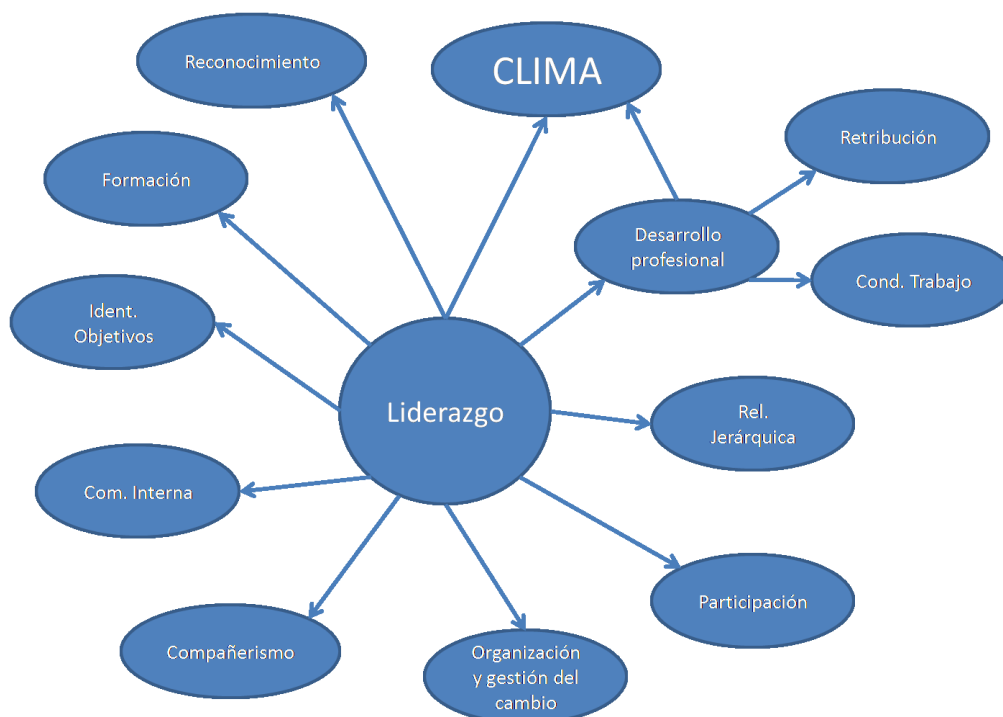 Reconocimiento
CLIMA
Retribución
Formación
Desarrollo
profesional
Cond. Trabajo
Ident.
Objetivos
Liderazgo
Rel.
Jerárquica
Com. Interna
Participación
Compañerismo
Organización
y gestión del
cambio